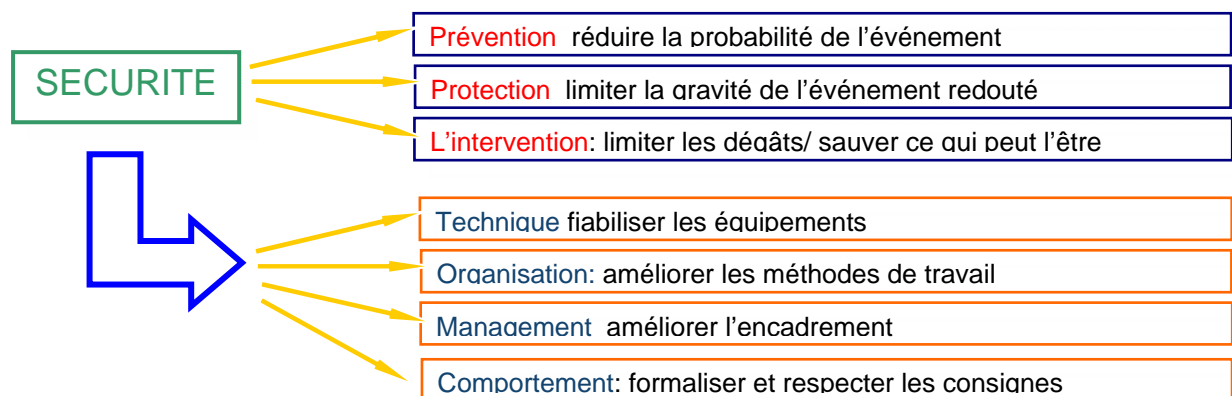 SECURITE
Prévention réduire la probabilité de l’événement
Protection limiter la gravité de l’événement redouté
L’intervention: limiter les dégâts/ sauver ce qui peut l’être
Technique fiabiliser les équipements
Organisation: améliorer les méthodes de travail
Management améliorer l’encadrement
Comportement: formaliser et respecter les consignes